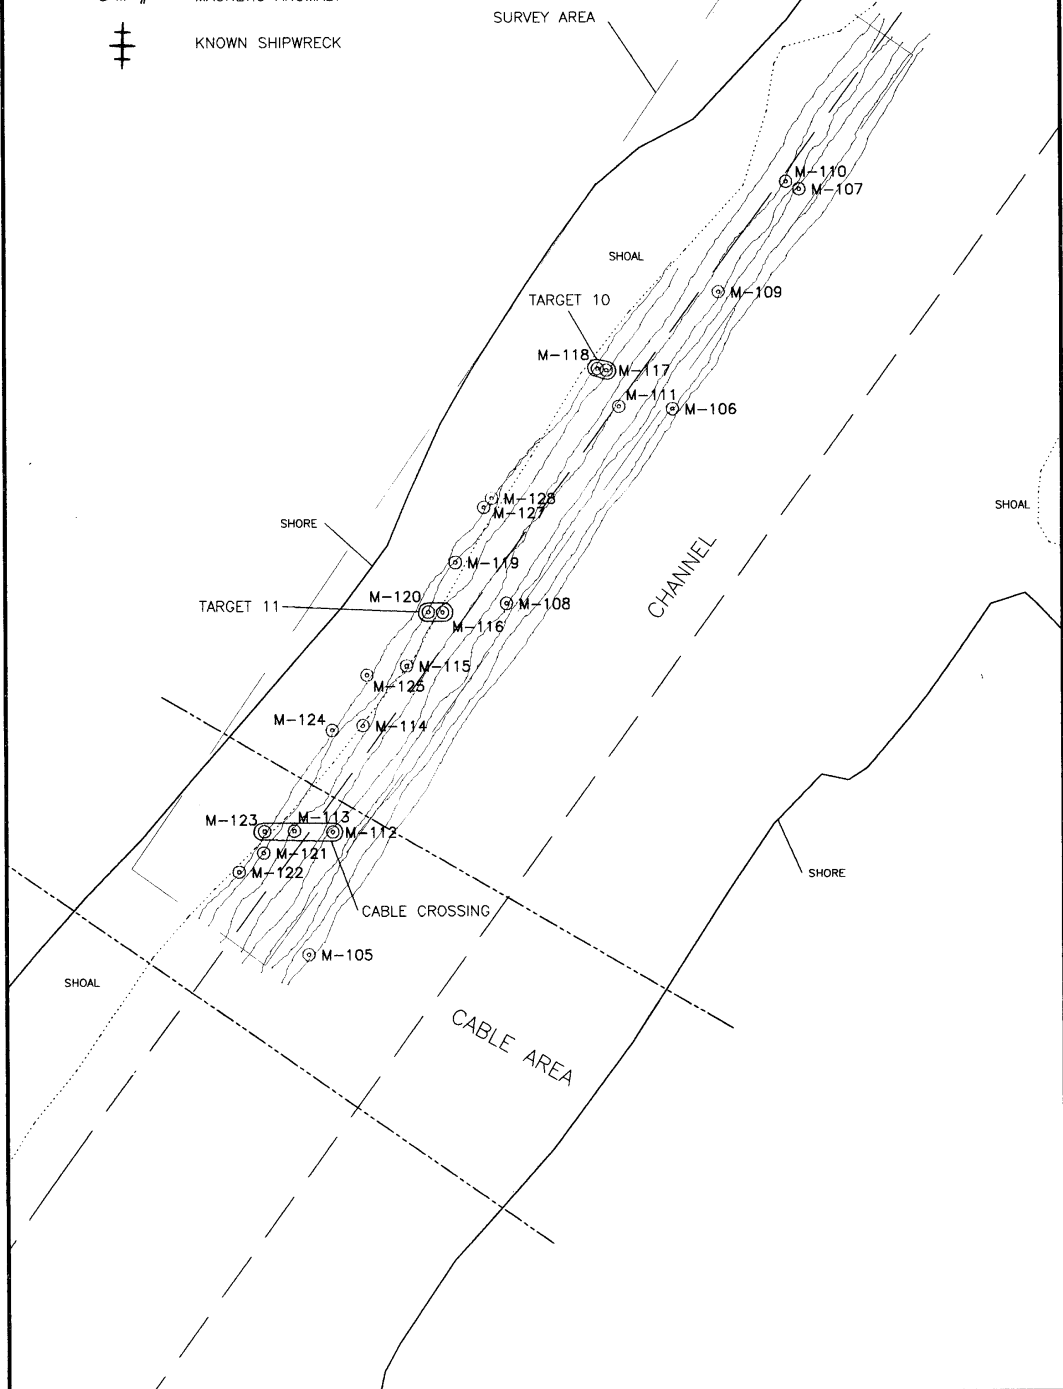 KNOWN SHIPWRECK
SURVEY AREA
M-110
M-107
SHOAL
M-109
TARGET 10
M-118
M-117
M-111
M-106
M-128
M-127
SHOAL
SHORE
CHANNEL
M-119
M-120
TARGET 11
M-108
M-116
M-115
M-125
M-124
M-114
M-123
M-113
M-112
M-121
M-122
SHORE
CABLE CROSSING
M-105
SHOAL
CABLE AREA